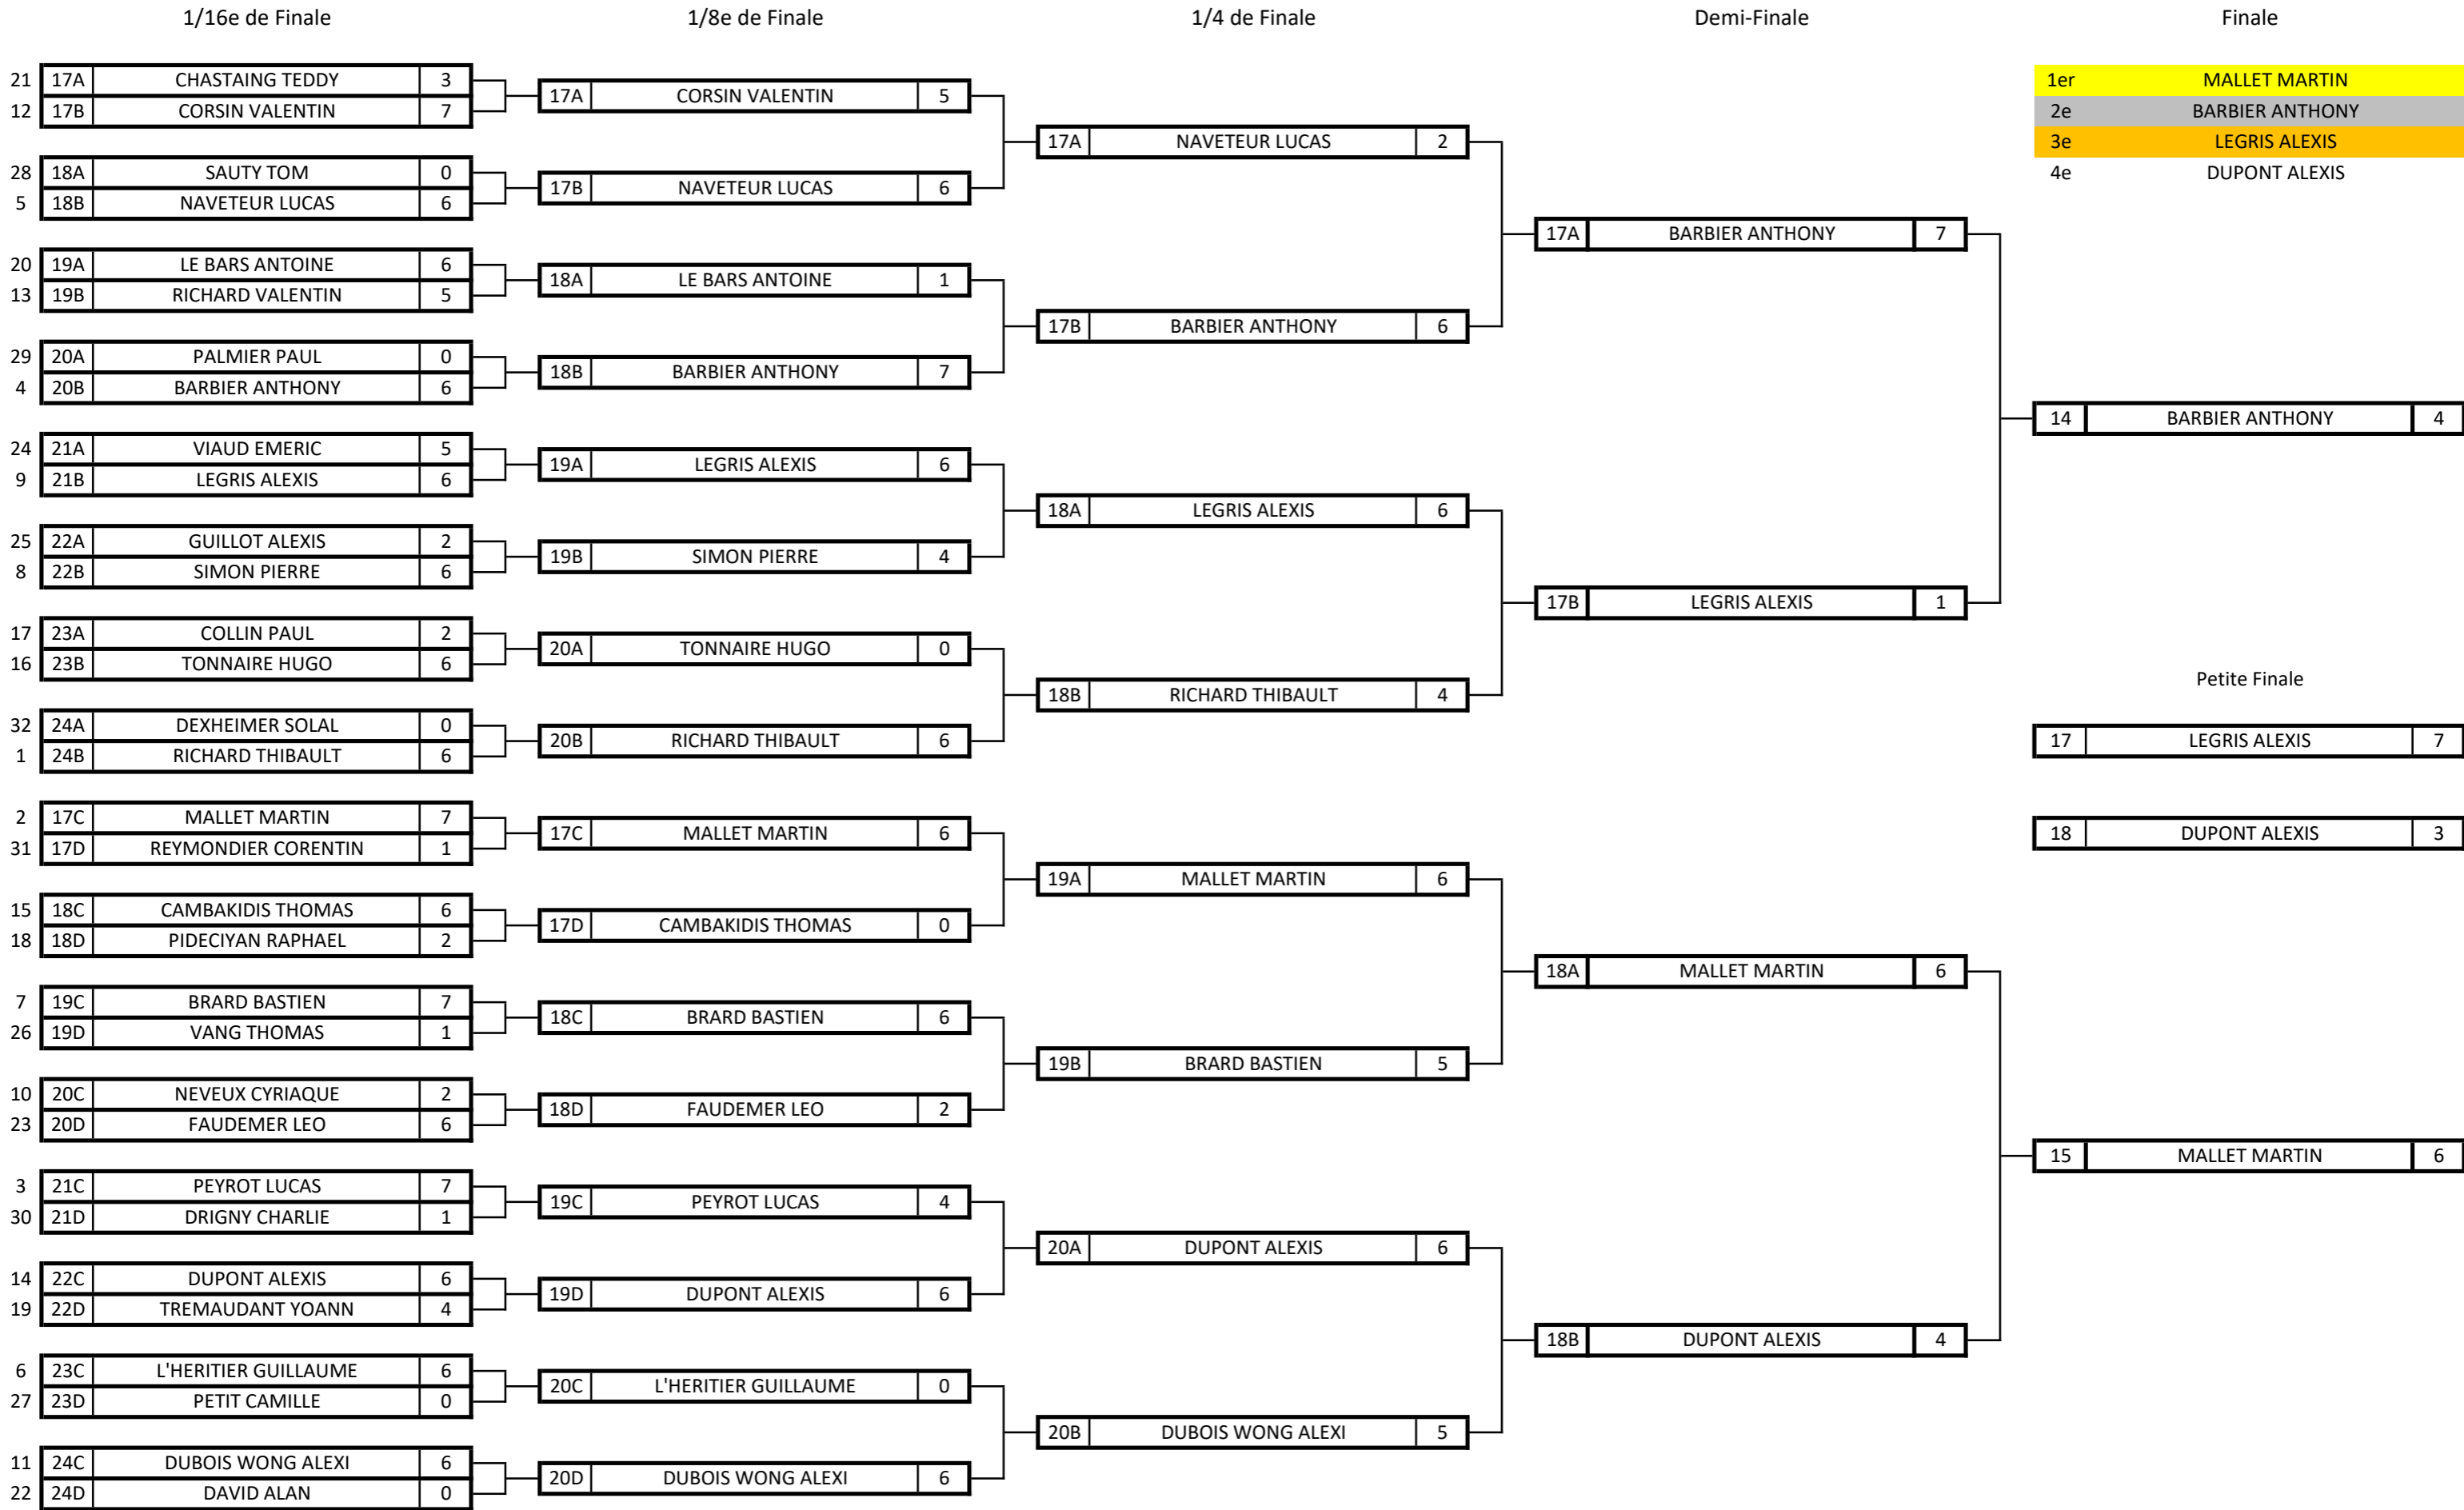 1/16e de Finale 1/8e de Finale 1/4 de Finale Demi-Finale Finale
21 17A CHASTAING TEDDY 3
12 17B CORSIN VALENTIN 7
28 18A SAUTY TOM 0
5 18B NAVETEUR LUCAS 6
20 19A LE BARS ANTOINE 6
13 19B RICHARD VALENTIN 5
29 20A PALMIER PAUL 0
4 20B BARBIER ANTHONY 6
24 21A VIAUD EMERIC 5
9 21B LEGRIS ALEXIS 6
25 22A GUILLOT ALEXIS 2
8 22B SIMON PIERRE 6
17 23A COLLIN PAUL 2
16 23B TONNAIRE HUGO 6
32 24A DEXHEIMER SOLAL 0
1 24B RICHARD THIBAULT 6
2 17C MALLET MARTIN 7
31 17D REYMONDIER CORENTIN 1
15 18C CAMBAKIDIS THOMAS 6
18 18D PIDECIYAN RAPHAEL 2
7 19C BRARD BASTIEN 7
26 19D VANG THOMAS 1
10 20C NEVEUX CYRIAQUE 2
23 20D FAUDEMER LEO 6
3 21C PEYROT LUCAS 7
30 21D DRIGNY CHARLIE 1
14 22C DUPONT ALEXIS 6
19 22D TREMAUDANT YOANN 4
6 23C L'HERITIER GUILLAUME 6
27 23D PETIT CAMILLE 0
11 24C DUBOIS WONG ALEXI 6
22 24D DAVID ALAN 0
17A CORSIN VALENTIN 5
17B NAVETEUR LUCAS 6
18A LE BARS ANTOINE 1
18B BARBIER ANTHONY 7
19A LEGRIS ALEXIS 6
19B SIMON PIERRE 4
20A TONNAIRE HUGO 0
20B RICHARD THIBAULT 6
17C MALLET MARTIN 6
17D CAMBAKIDIS THOMAS 0
18C BRARD BASTIEN 6
18D FAUDEMER LEO 2
19C PEYROT LUCAS 4
19D DUPONT ALEXIS 6
20C L'HERITIER GUILLAUME 0
20D DUBOIS WONG ALEXI 6
17A NAVETEUR LUCAS 2
17B BARBIER ANTHONY 6
18A LEGRIS ALEXIS 6
18B RICHARD THIBAULT 4
19A MALLET MARTIN 6
19B BRARD BASTIEN 5
20A DUPONT ALEXIS 6
20B DUBOIS WONG ALEXI 5
17A BARBIER ANTHONY 7
17B LEGRIS ALEXIS 1
18A MALLET MARTIN 6
18B DUPONT ALEXIS 4
1er MALLET MARTIN
2e BARBIER ANTHONY
3e LEGRIS ALEXIS
4e DUPONT ALEXIS
14 BARBIER ANTHONY 4
Petite Finale
17 LEGRIS ALEXIS 7
18 DUPONT ALEXIS 3
15 MALLET MARTIN 6